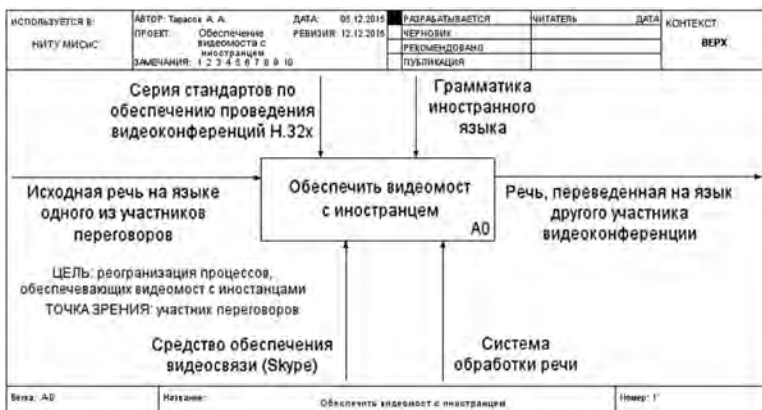 ИСПОЛЬЗУЕТСЯ В:
НИТУ МИСиС
АВТОР: Тарасов А. А.
ДАТА: 05.12.2015
ПРОЕКТ: Обеспечение
видеомоста с
иностранцем
РЕВИЗИЯ: 12.12.2015
ЗАМЕЧАНИЯ: 1 2 3 4 5 6 7 8 9 10
РАЗРАБАТЫВАЕТСЯ
ЧЕРНОВИК
РЕКОМЕНДОВАНО
ПУБЛИКАЦИЯ
ЧИТАТЕЛЬ
ДАТА
КОНТЕКСТ
ВЕРХ
Серия стандартов по
обеспечению проведения
видеоконференций H.32x
Грамматика
иностранного
языка
Исходная речь на языке
одного из участников
переговоров
Обеспечить видеомост
с иностранцем
A0
Речь, переведенная на язык
другого участника
видеоконференции
ЦЕЛЬ: реогранизация процессов,
обеспечевающих видеомост с иностанцами
ТОЧКА ЗРЕНИЯ: участник переговоров
Средство обеспечения
видеосвязи (Skype)
Система
обработки речи
Ветка: A-0
Название:
Обеспечить видеомост с иностранцем
Номер: 1